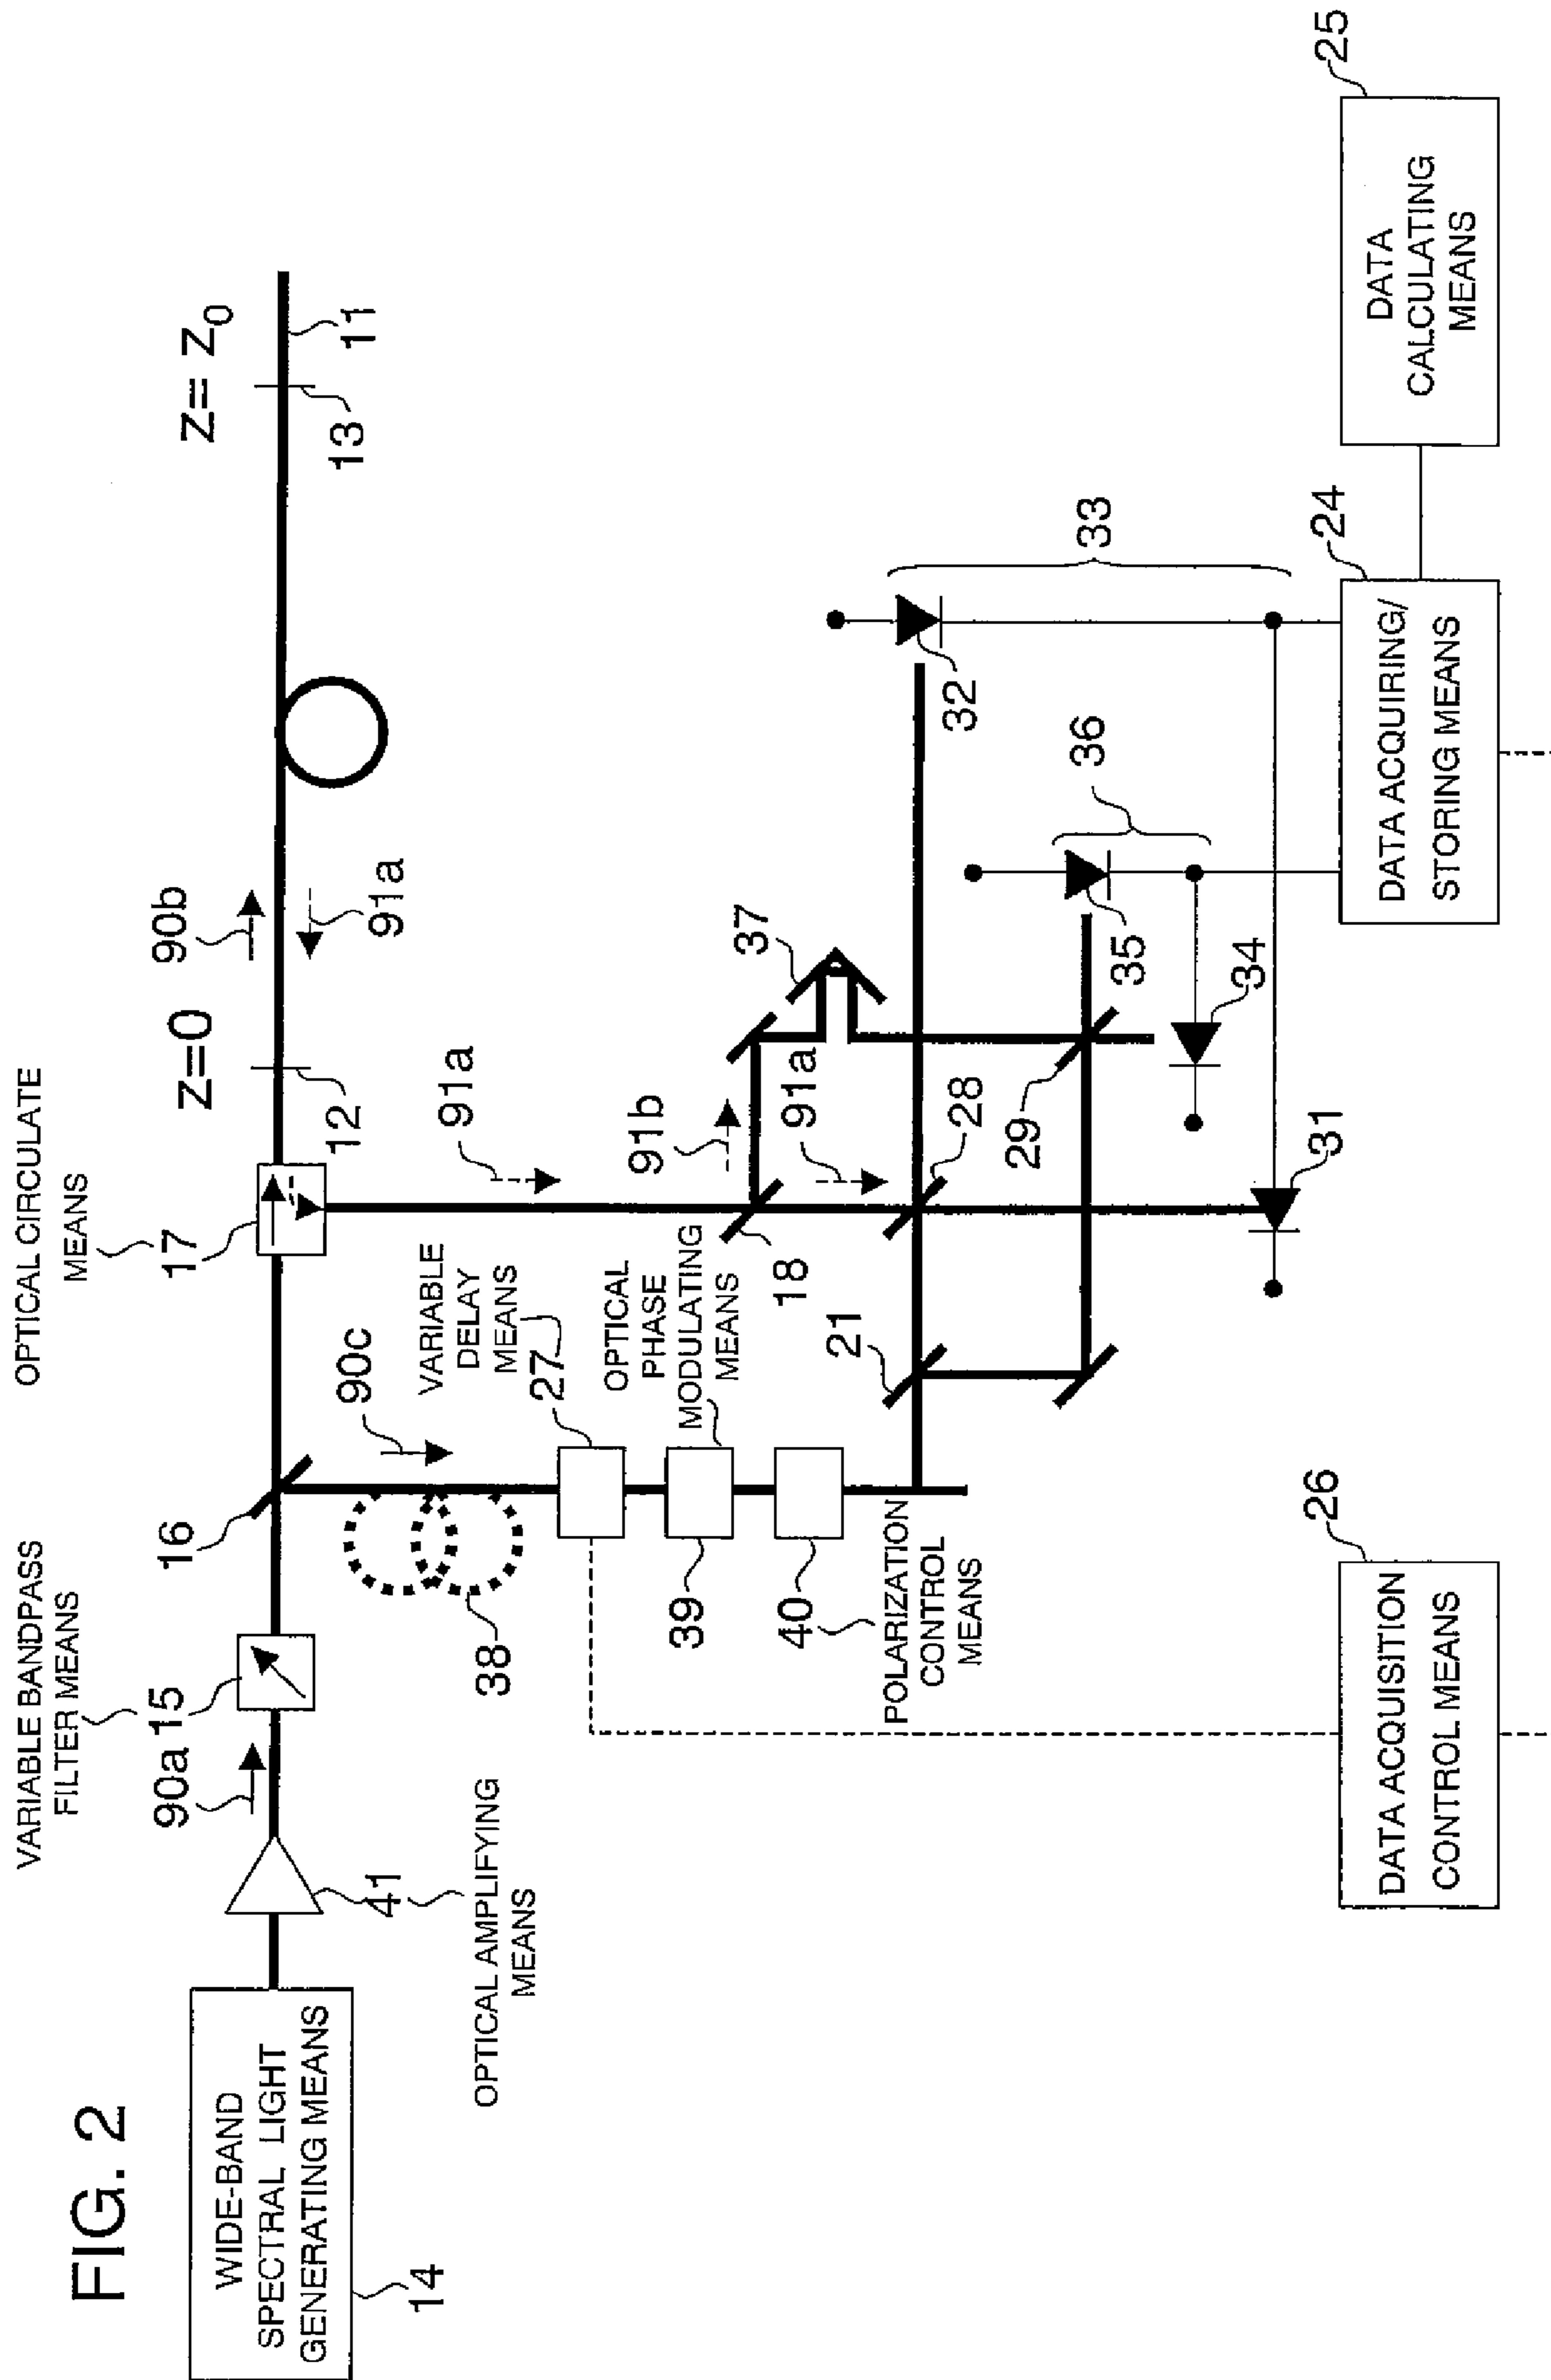 FIG. 2
WIDE-BAND
SPECTRAL LIGHT
GENERATING MEANS
14
41
OPTICAL AMPLIFYING
MEANS
90a
VARIABLE BANDPASS
FILTER MEANS
15
16
OPTICAL CIRCULATE
MEANS
17
z=0
12
90b
91a
z= z0
13
11
38
90c
VARIABLE
DELAY
MEANS
27
OPTICAL
PHASE
MODULATING
MEANS
39
40
POLARIZATION
CONTROL
MEANS
91a
18
91b
91a
37
21
28
29
32
33
35
36
34
31
DATA ACQUISITION
CONTROL MEANS
26
DATA ACQUIRING/
STORING MEANS
24
DATA
CALCULATING
MEANS
25